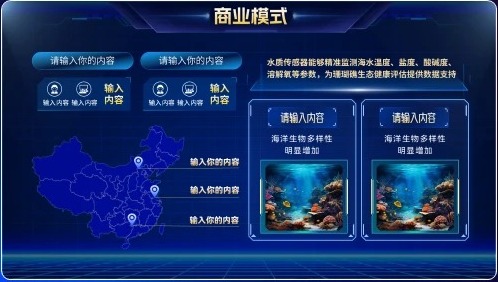 商业模式
请输入你的内容
请输入你的内容
输入内容
输入内容
输入
内容
输入内容
输入内容
输入
内容
水质传感器能够精准监测海水温度、盐度、酸碱度、
溶解氧等参数，为珊瑚礁生态健康评估提供数据支持
输入你的内容
输入你的内容
输入你的内容
请输入内容
海洋生物多样性
明显增加
请输入内容
海洋生物多样性
明显增加